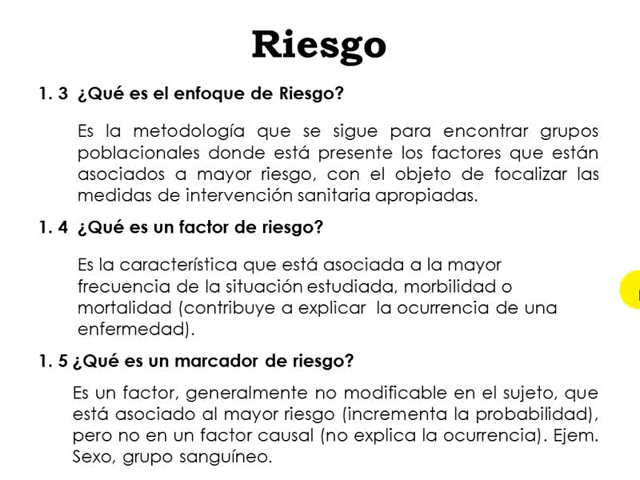 Riesgo
1. 3 ¿Qué es el enfoque de Riesgo?
Es la metodología que se sigue para encontrar grupos
poblacionales donde está presente los factores que están
asociados a mayor riesgo, con el objeto de focalizar las
medidas de intervención sanitaria apropiadas.
1. 4 ¿Qué es un factor de riesgo?
Es la característica que está asociada a la mayor
frecuencia de la situación estudiada, morbilidad o
mortalidad (contribuye a explicar la ocurrencia de una
enfermedad).
1. 5 ¿Qué es un marcador de riesgo?
Es un factor, generalmente no modificable en el sujeto, que
está asociado al mayor riesgo (incrementa la probabilidad),
pero no en un factor causal (no explica la ocurrencia). Ejem.
Sexo, grupo sanguíneo.